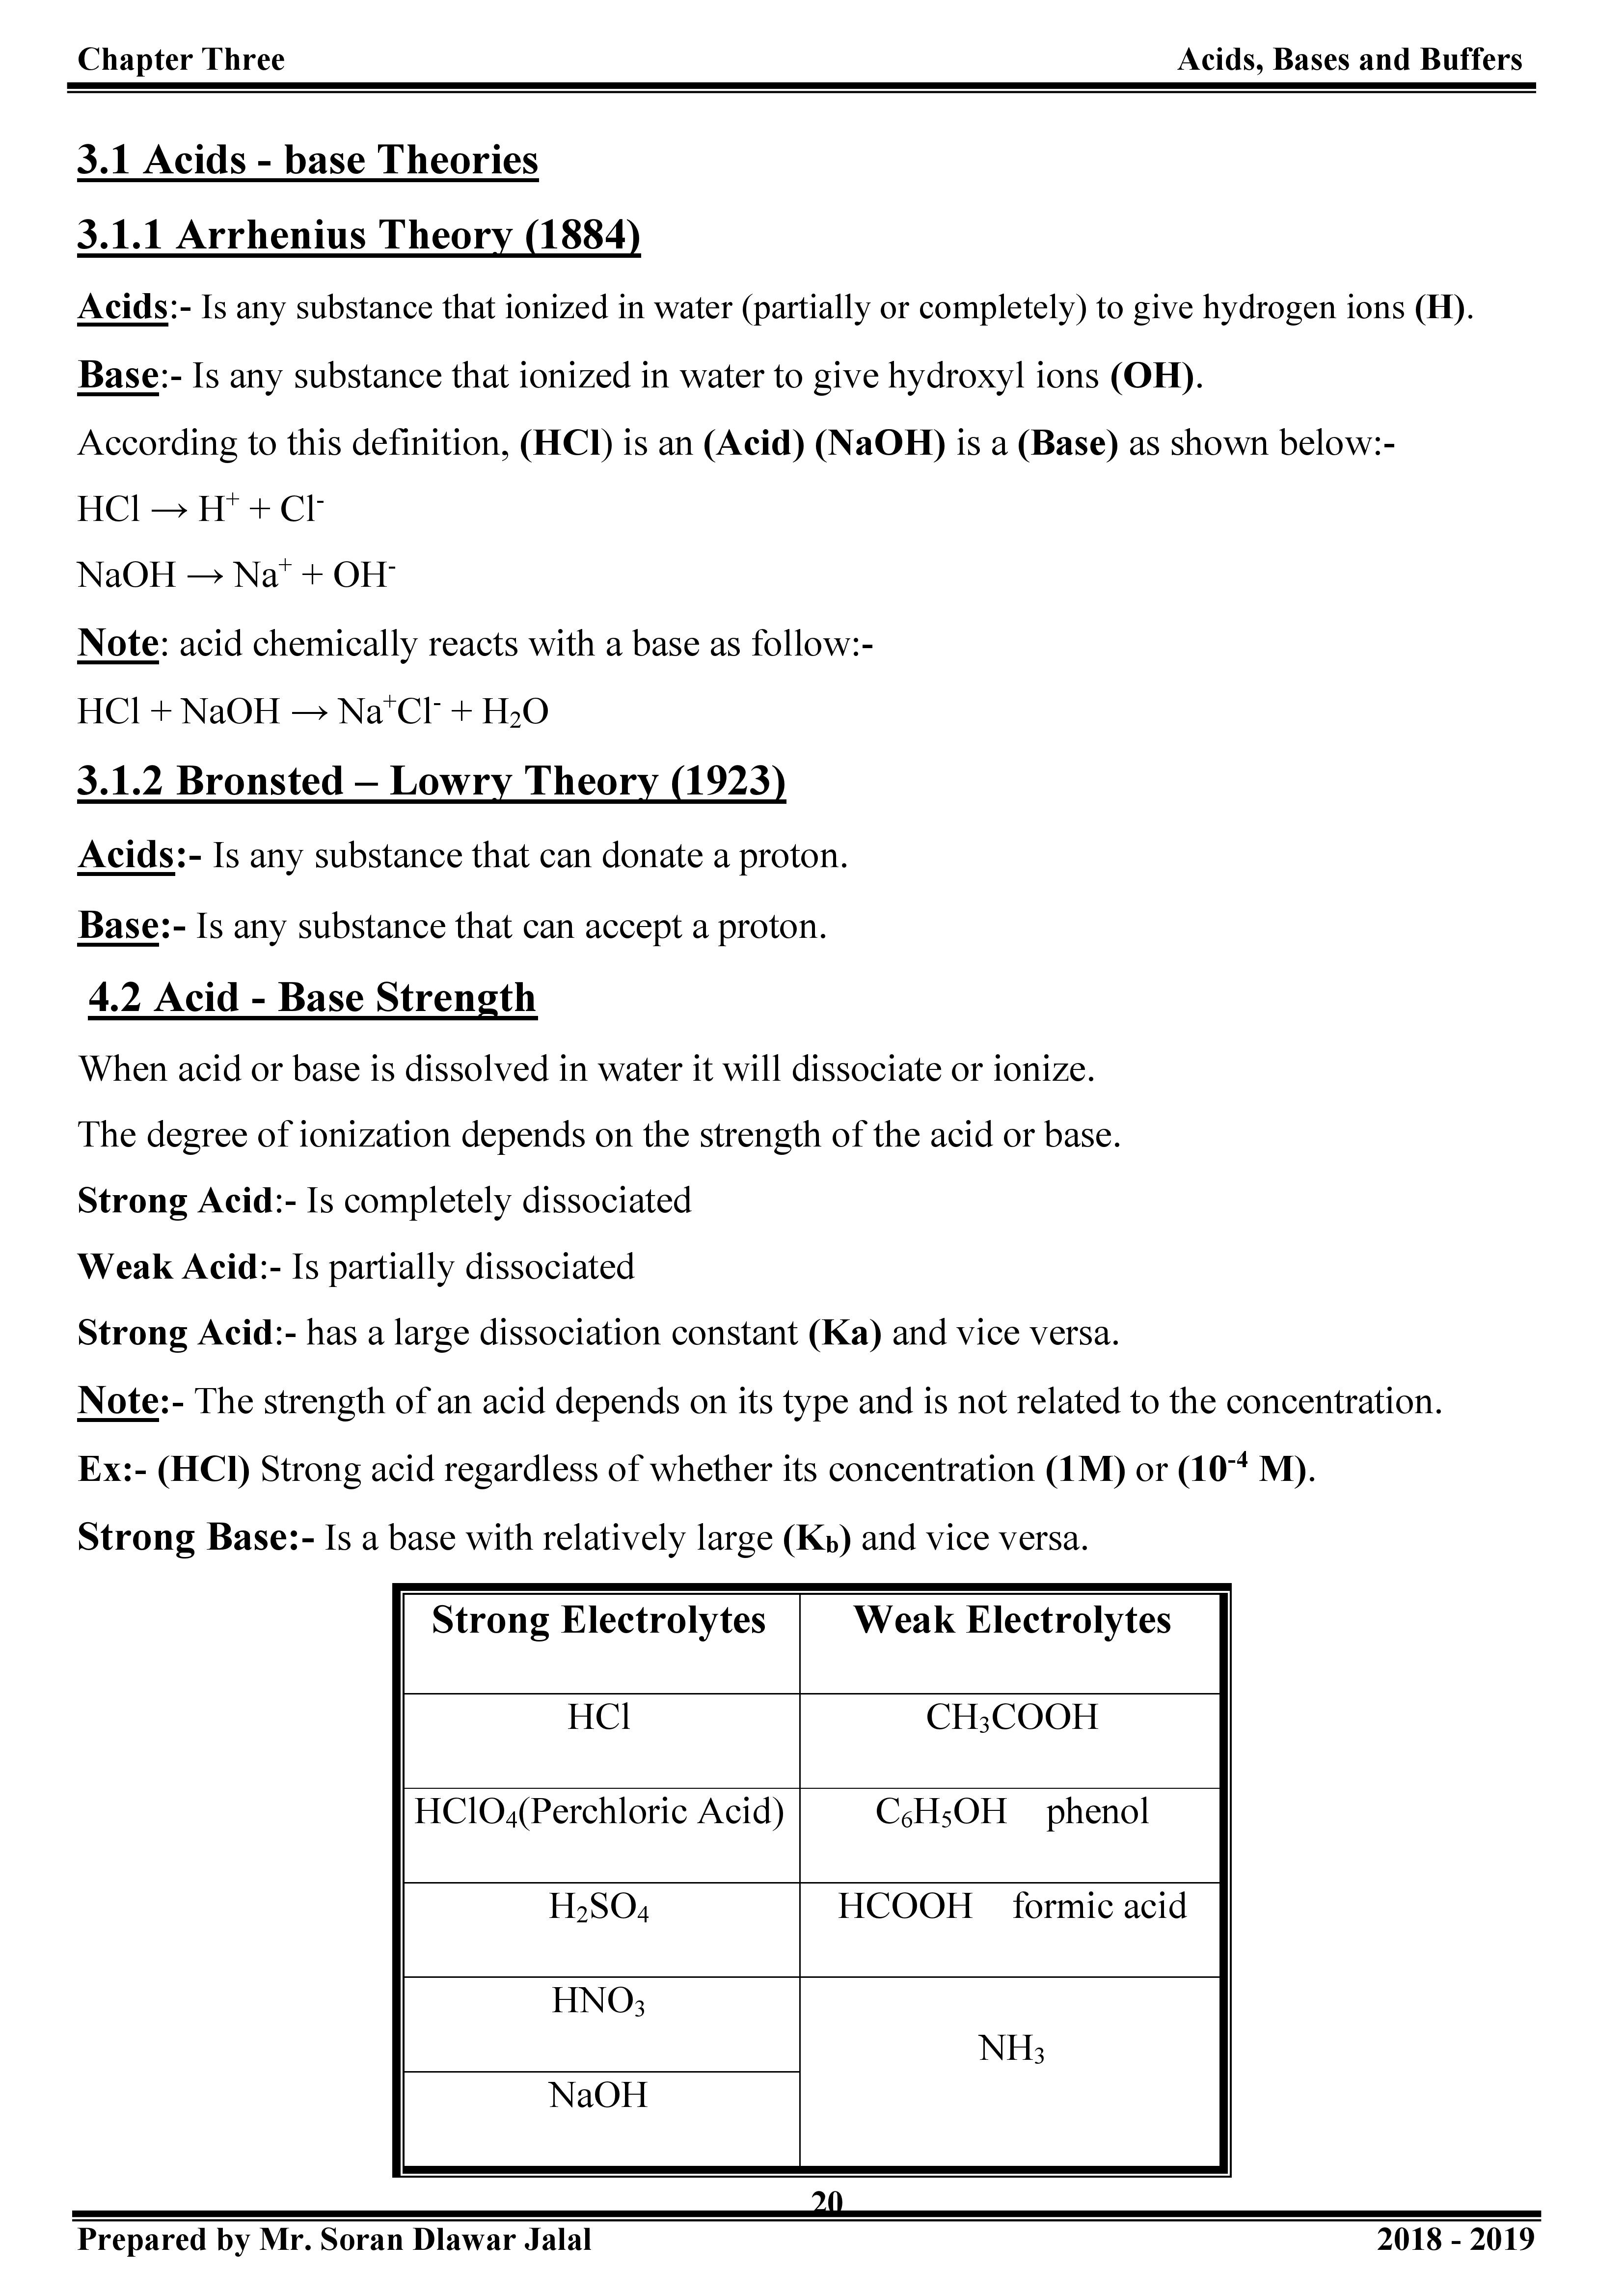 Chapter Three Acids, Bases and Buffers
3.1 Acids - base Theories
3.1.1 Arrhenius Theory (1884)
Acids:- Is any substance that ionized in water (partially or completely) to give hydrogen ions (H).
Base:- Is any substance that ionized in water to give hydroxyl ions (OH).
According to this definition, (HCl) is an (Acid) (NaOH) is a (Base) as shown below:-
HCl → H⁺ + Cl⁻
NaOH → Na⁺ + OH⁻
Note: acid chemically reacts with a base as follow:-
HCl + NaOH → Na⁺Cl⁻ + H₂O
3.1.2 Bronsted – Lowry Theory (1923)
Acids:- Is any substance that can donate a proton.
Base:- Is any substance that can accept a proton.
4.2 Acid - Base Strength
When acid or base is dissolved in water it will dissociate or ionize.
The degree of ionization depends on the strength of the acid or base.
Strong Acid:- Is completely dissociated
Weak Acid:- Is partially dissociated
Strong Acid:- has a large dissociation constant (Ka) and vice versa.
Note:- The strength of an acid depends on its type and is not related to the concentration.
Ex:- (HCl) Strong acid regardless of whether its concentration (1M) or (10⁻⁴ M).
Strong Base:- Is a base with relatively large (K_b) and vice versa.
Strong Electrolytes Weak Electrolytes
HCl CH₃COOH
HClO₄(Perchloric Acid) C₆H₅OH phenol
H₂SO₄ HCOOH formic acid
HNO₃
NH₃
NaOH
20
Prepared by Mr. Soran Dlawar Jalal 2018 - 2019